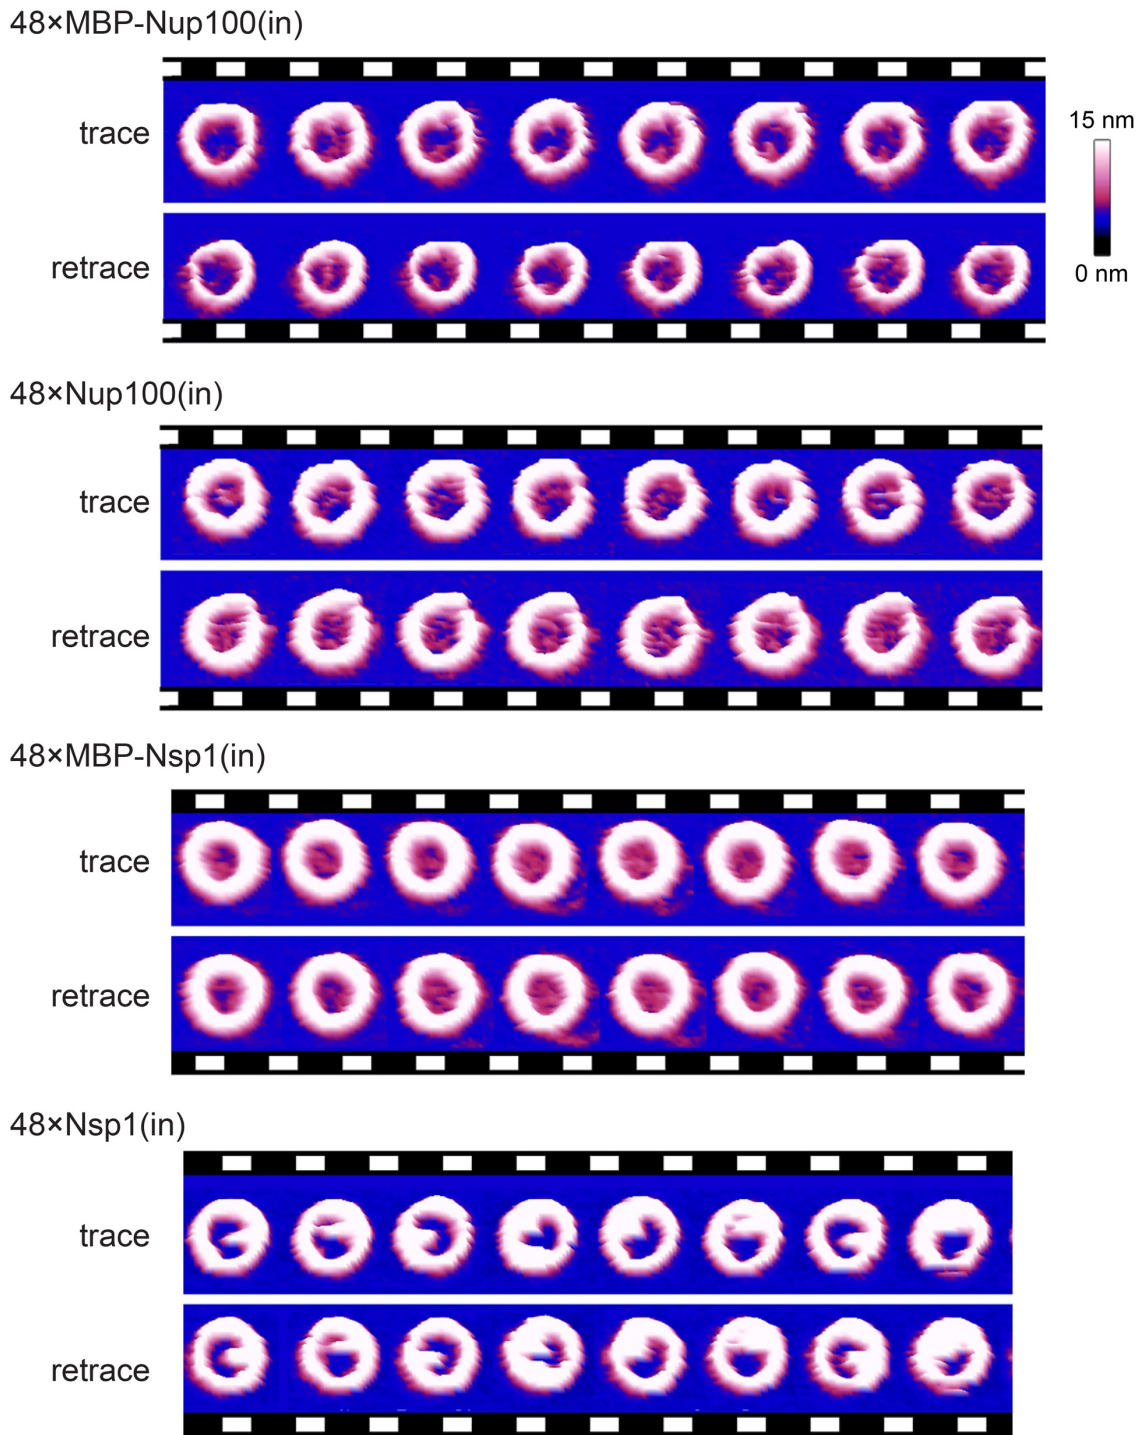 48×MBP-Nup100(in)
trace
15 nm
retrace
0 nm
48×Nup100(in)
trace
retrace
48×MBP-Nsp1(in)
trace
retrace
48×Nsp1(in)
trace
retrace